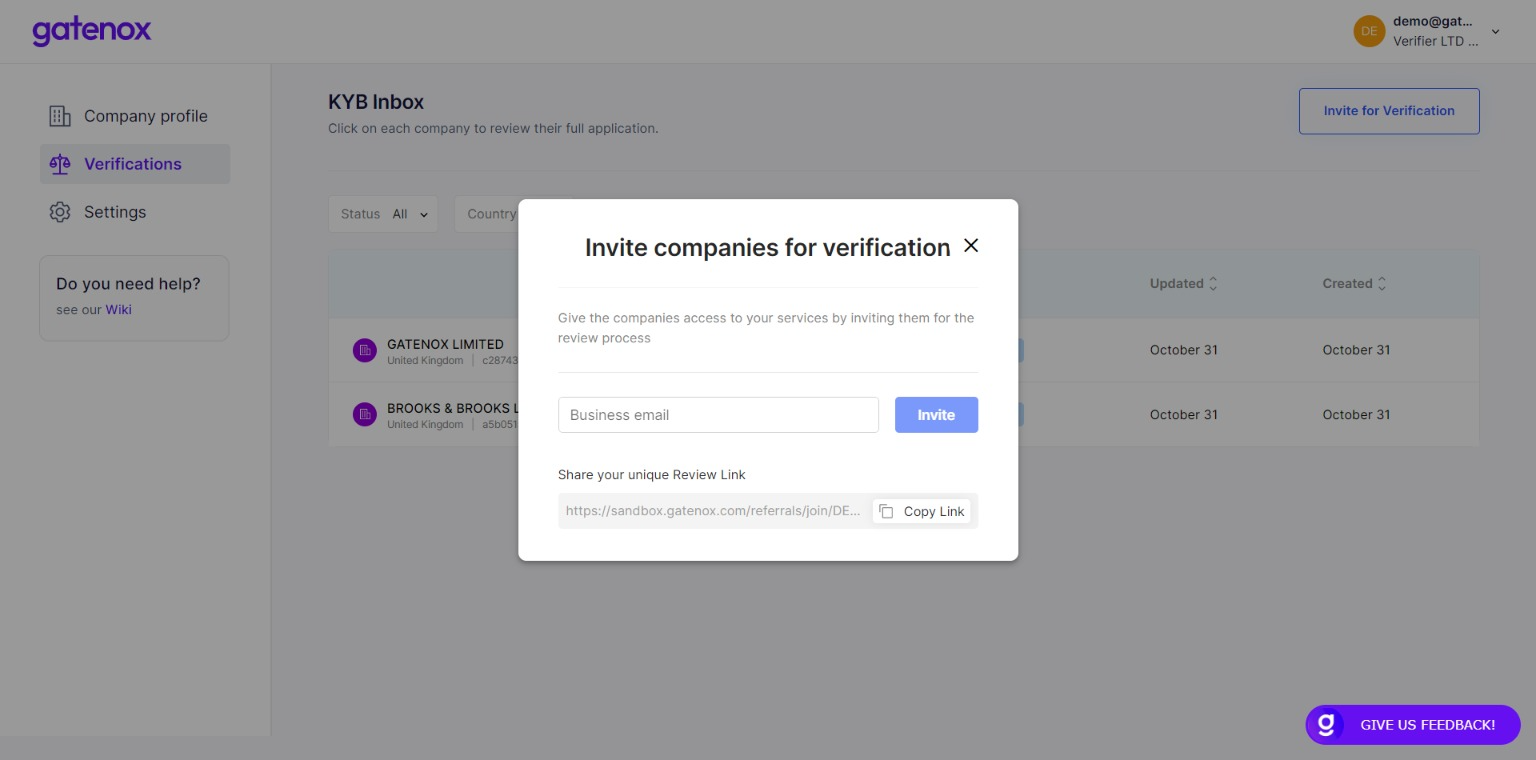 gatenox
DE
demo@gat...
Verifier LTD ...
Company profile
Verifications
Settings
Do you need help?
see our Wiki
KYB Inbox
Click on each company to review their full application.
Invite for Verification
Status All
Country
Updated
Created
GATENOX LIMITED
United Kingdom | c28743
October 31
October 31
BROOKS & BROOKS L
United Kingdom | a5b051
October 31
October 31
Invite companies for verification
Give the companies access to your services by inviting them for the
review process
Business email
Invite
Share your unique Review Link
https://sandbox.gatenox.com/referrals/join/DE...
Copy Link
g
GIVE US FEEDBACK!